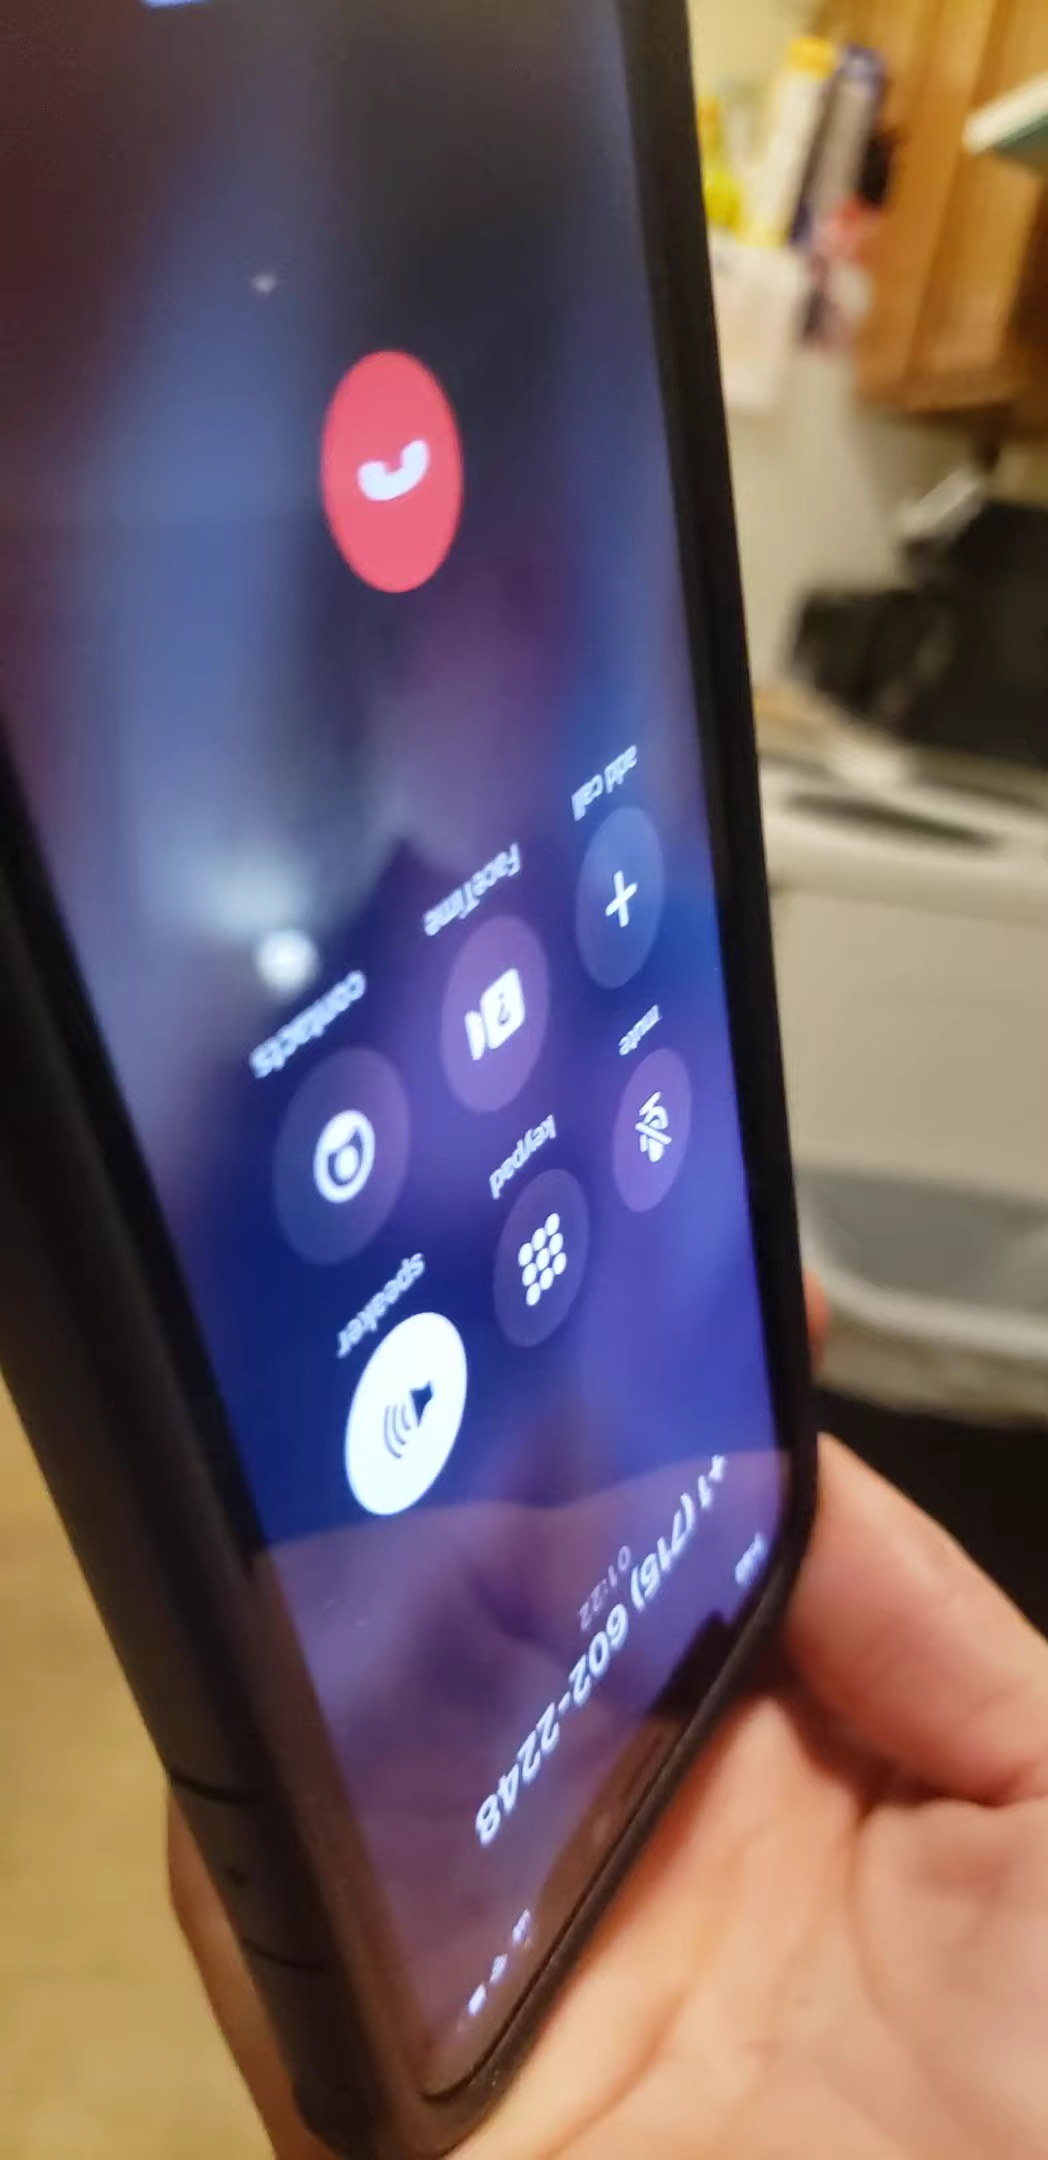 +1 (715) 602-2248
01:22
mute
keypad
speaker
add call
FaceTime
contacts